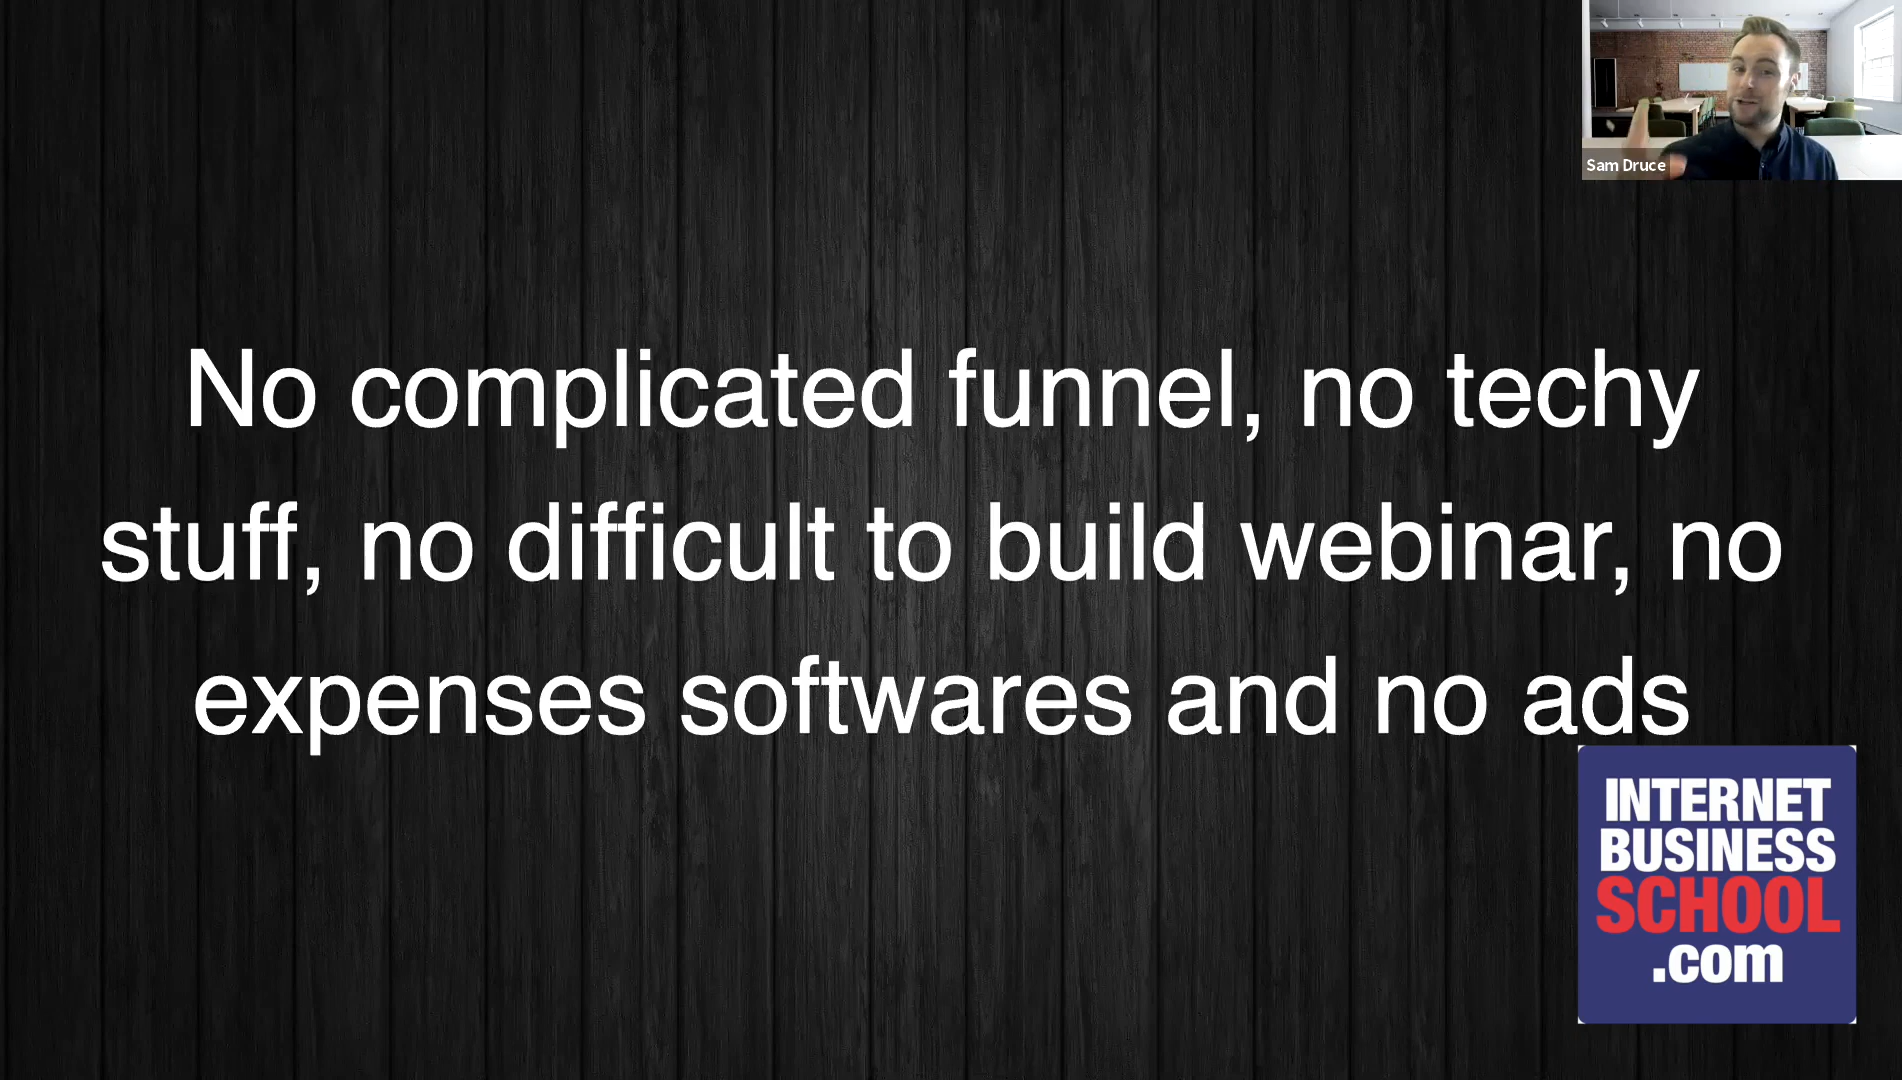 Sam Druce
No complicated funnel, no techy
stuff, no difficult to build webinar, no
expenses softwares and no ads
INTERNET
BUSINESS
SCHOOL
.com